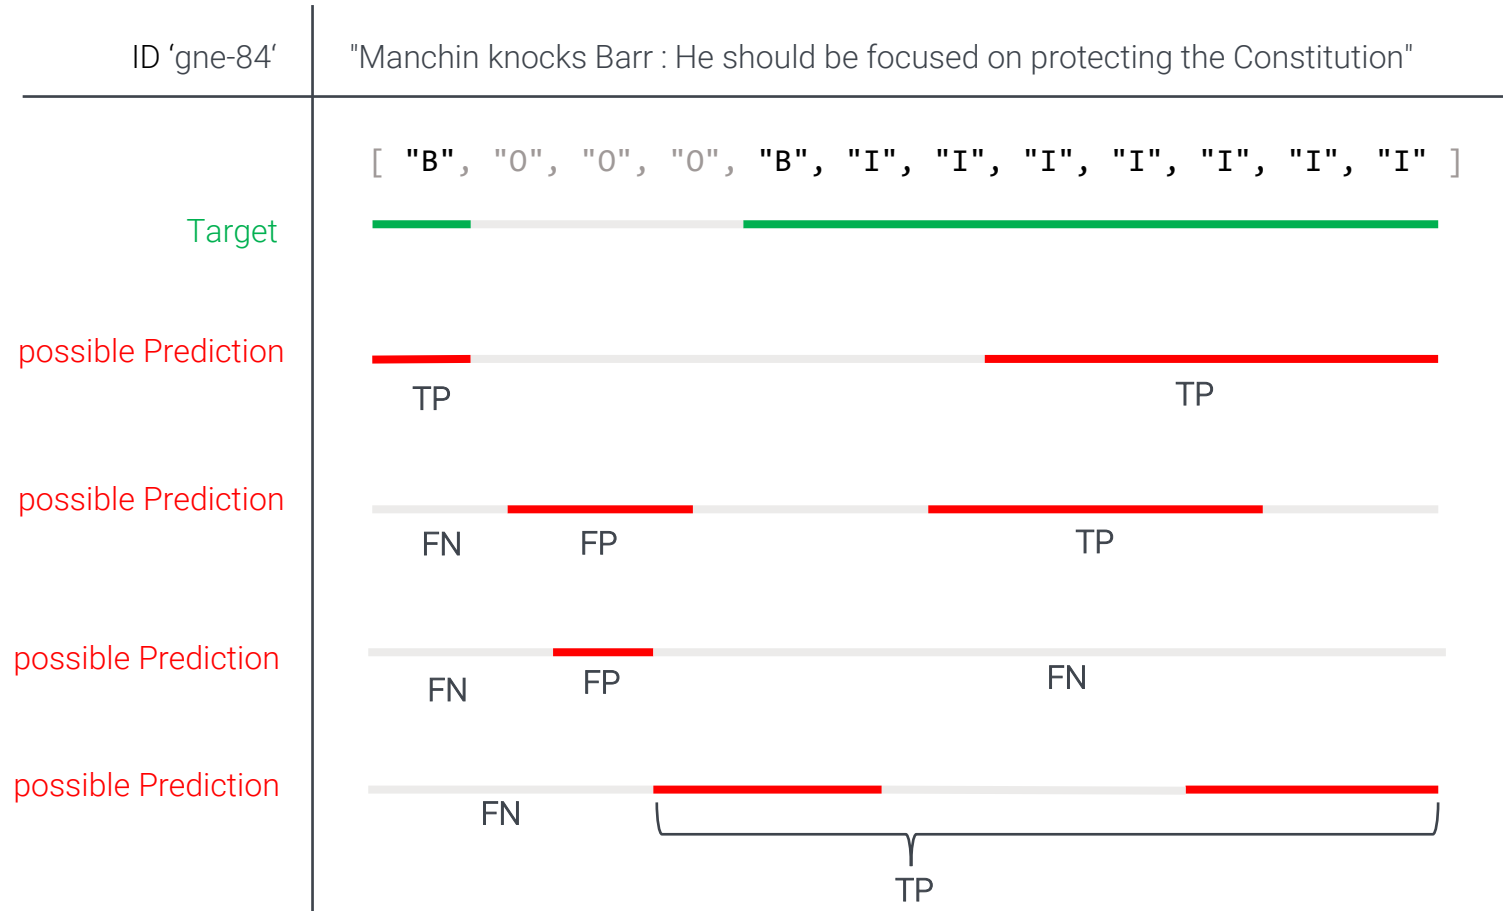 ID ‘gne-84‘ "Manchin knocks Barr : He should be focused on protecting the Constitution"
[ "B", "O", "O", "O", "B", "I", "I", "I", "I", "I", "I", "I" ]
Target
possible Prediction
TP TP
possible Prediction
FN FP TP
possible Prediction
FN FP FN
possible Prediction
FN
TP